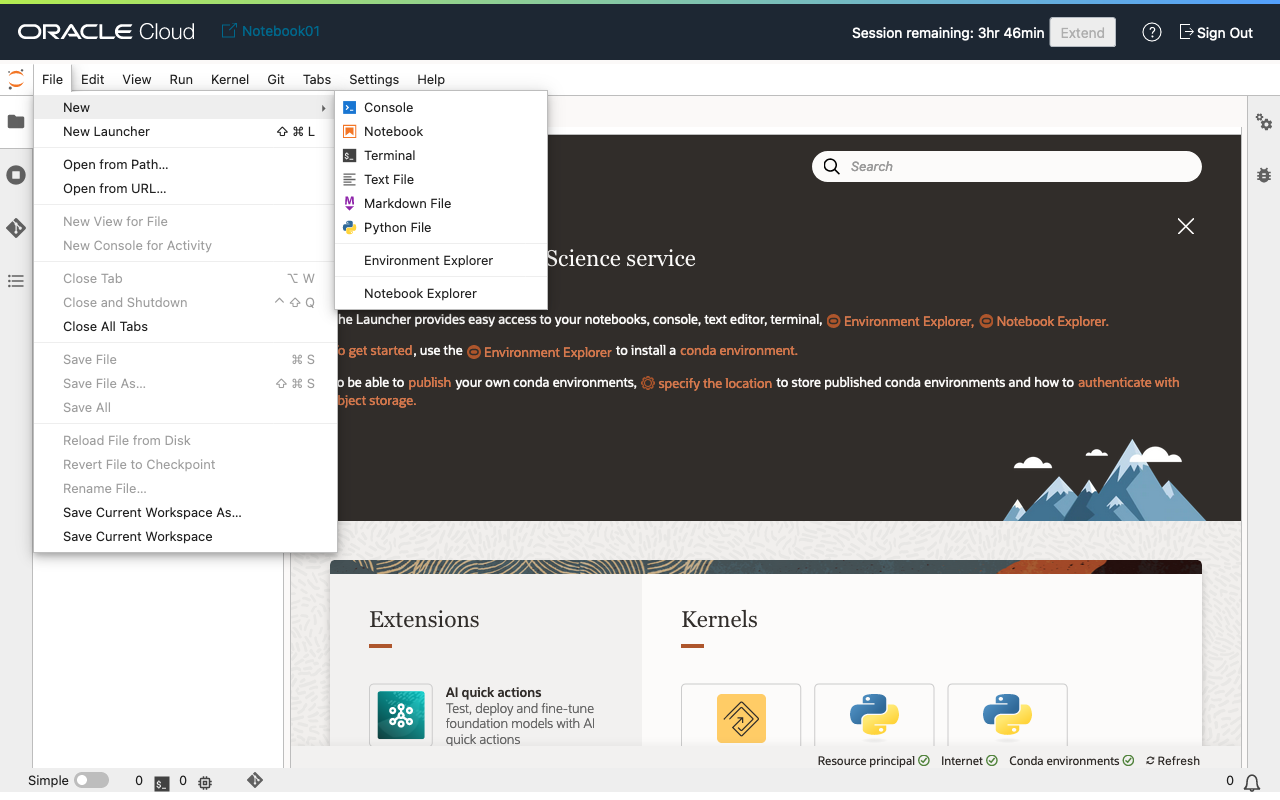 ORACLE Cloud
Notebook01
Session remaining: 3hr 46min
Extend
Sign Out
File Edit View Run Kernel Git Tabs Settings Help
New
New Launcher ⇧ ⌘ L
Open from Path...
Open from URL...
New View for File
New Console for Activity
Close Tab ⌥ W
Close and Shutdown ^ ⇧ Q
Close All Tabs
Save File ⌘ S
Save File As... ⇧ ⌘ S
Save All
Reload File from Disk
Revert File to Checkpoint
Rename File...
Save Current Workspace As...
Save Current Workspace
Console
Notebook
Terminal
Text File
Markdown File
Python File
Environment Explorer
Notebook Explorer
Search
Science service
he Launcher provides easy access to your notebooks, console, text editor, terminal, Environment Explorer, Notebook Explorer.
o get started, use the Environment Explorer to install a conda environment.
o be able to publish your own conda environments, specify the location to store published conda environments and how to authenticate with
bject storage.
Extensions
AI quick actions
Test, deploy and fine-tune
foundation models with AI
quick actions
Kernels
Resource principal Internet Conda environments Refresh
Simple 0 0 0